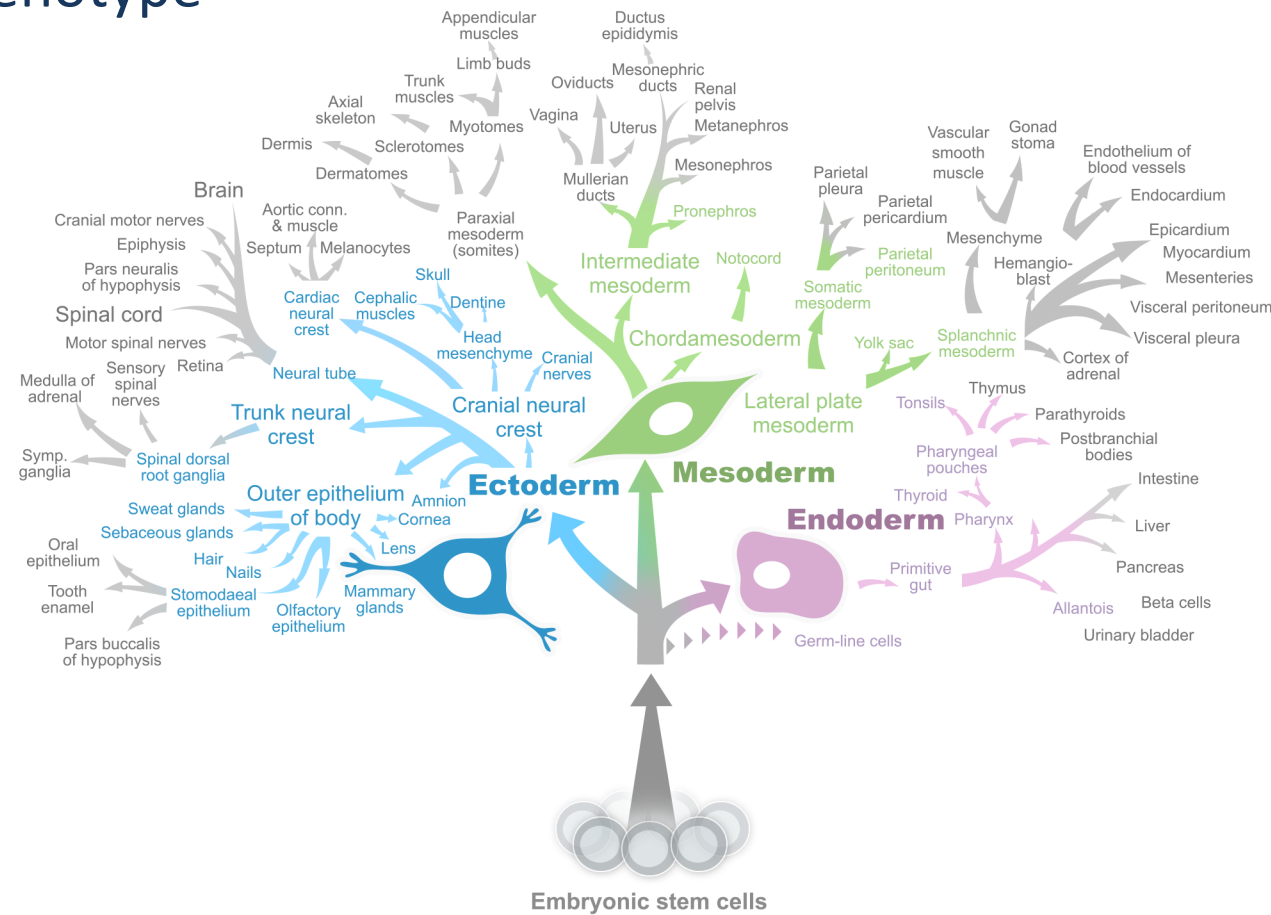 Appendicular
muscles
Limb buds
Trunk
muscles
Axial
skeleton
Myotomes
Dermis
Sclerotomes
Dermatomes
Paraxial
mesoderm
(somites)
Ductus
epididymis
Mesonephric
ducts
Oviducts
Renal
pelvis
Vagina
Uterus
Metanephros
Mesonephros
Mullerian
ducts
Pronephros
Intermediate
mesoderm
Notocord
Chordamesoderm
Parietal
pleura
Parietal
pericardium
Parietal
peritoneum
Somatic
mesoderm
Vascular
smooth
muscle
Gonad
stoma
Endothelium of
blood vessels
Endocardium
Mesenchyme
Hemangio-
blast
Epicardium
Myocardium
Mesenteries
Visceral peritoneum
Visceral pleura
Cortex of
adrenal
Yolk sac
Splanchnic
mesoderm
Lateral plate
mesoderm
Mesoderm
Brain
Cranial motor nerves
Epiphysis
Pars neuralis
of hypophysis
Spinal cord
Motor spinal nerves
Retina
Neural tube
Aortic conn.
& muscle
Septum
Melanocytes
Cardiac
neural
crest
Skull
Cephalic
muscles
Dentine
Head
mesenchyme
Cranial
nerves
Cranial neural
crest
Medulla of
adrenal
Sensory
spinal
nerves
Symp.
ganglia
Spinal dorsal
root ganglia
Trunk neural
crest
Ectoderm
Outer epithelium
of body
Amnion
Cornea
Lens
Sweat glands
Sebaceous glands
Hair
Nails
Oral
epithelium
Tooth
enamel
Pars buccalis
of hypophysis
Stomodaeal
epithelium
Olfactory
epithelium
Mammary
glands
Thymus
Tonsils
Parathyroids
Postbranchial
bodies
Pharyngeal
pouches
Thyroid
Pharynx
Endoderm
Intestine
Liver
Pancreas
Beta cells
Urinary bladder
Allantois
Primitive
gut
Germ-line cells
Embryonic stem cells